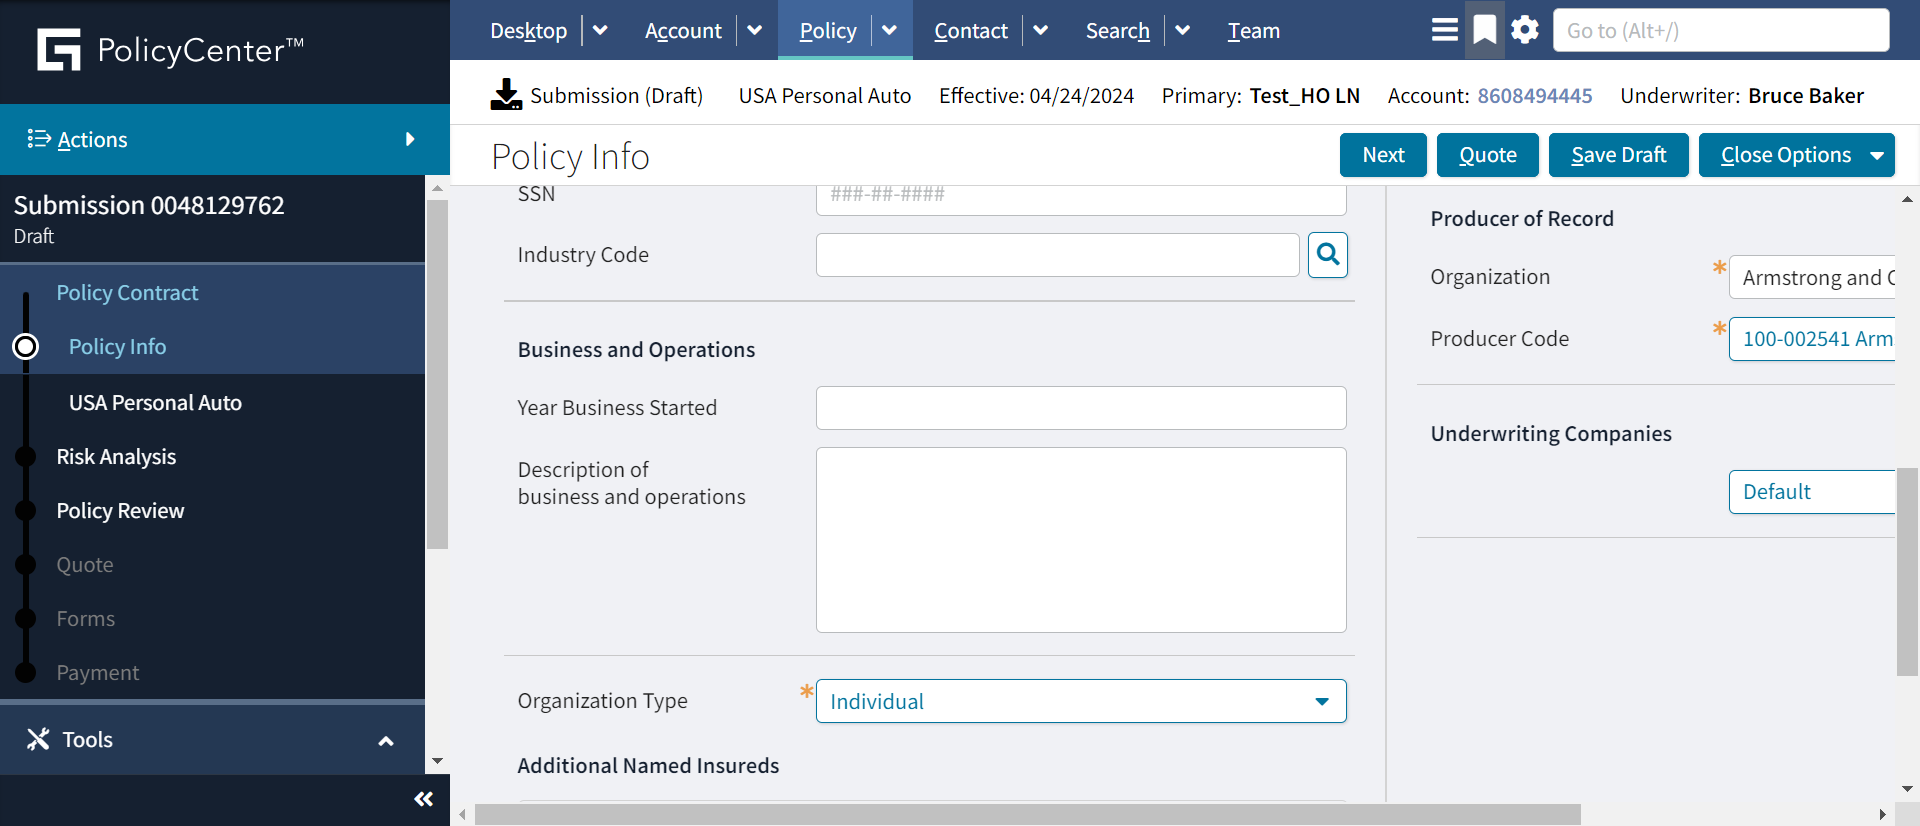 PolicyCenter™
Desktop
Account
Policy
Contact
Search
Team
Go to (Alt+/)
Submission (Draft) USA Personal Auto Effective: 04/24/2024 Primary: Test_HO LN Account: 8608494445 Underwriter: Bruce Baker
Actions
Policy Info
Next
Quote
Save Draft
Close Options
Submission 0048129762
Draft
Policy Contract
Policy Info
USA Personal Auto
Risk Analysis
Policy Review
Quote
Forms
Payment
Tools
SSN
###-##-####
Industry Code
Business and Operations
Year Business Started
Description of
business and operations
Organization Type
* Individual
Additional Named Insureds
Producer of Record
Organization
* Armstrong and C
Producer Code
* 100-002541 Arm
Underwriting Companies
Default